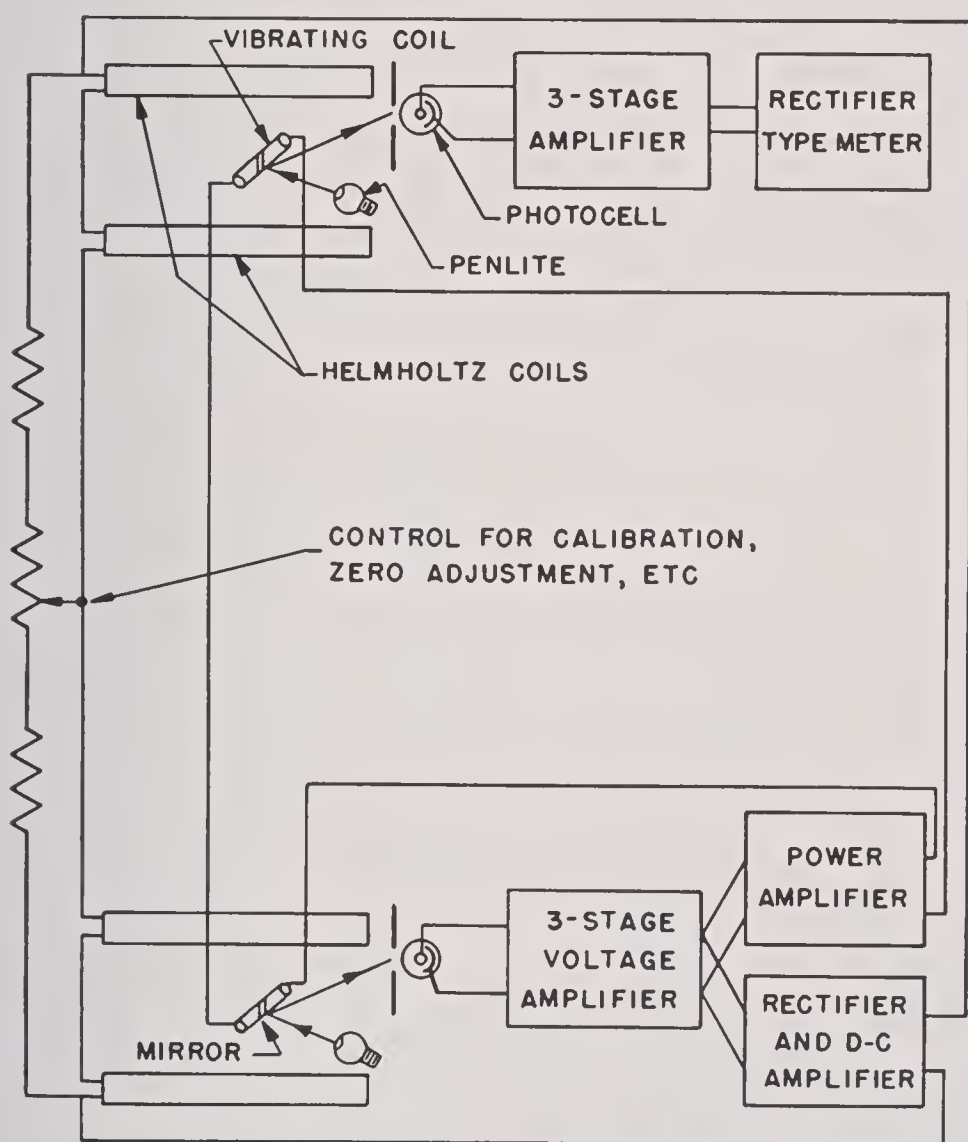 VIBRATING COIL
3-STAGE
AMPLIFIER
RECTIFIER
TYPE METER
PHOTOCELL
PENLITE
HELMHOLTZ COILS
CONTROL FOR CALIBRATION,
ZERO ADJUSTMENT, ETC
POWER
AMPLIFIER
3-STAGE
VOLTAGE
AMPLIFIER
RECTIFIER
AND D-C
AMPLIFIER
MIRROR